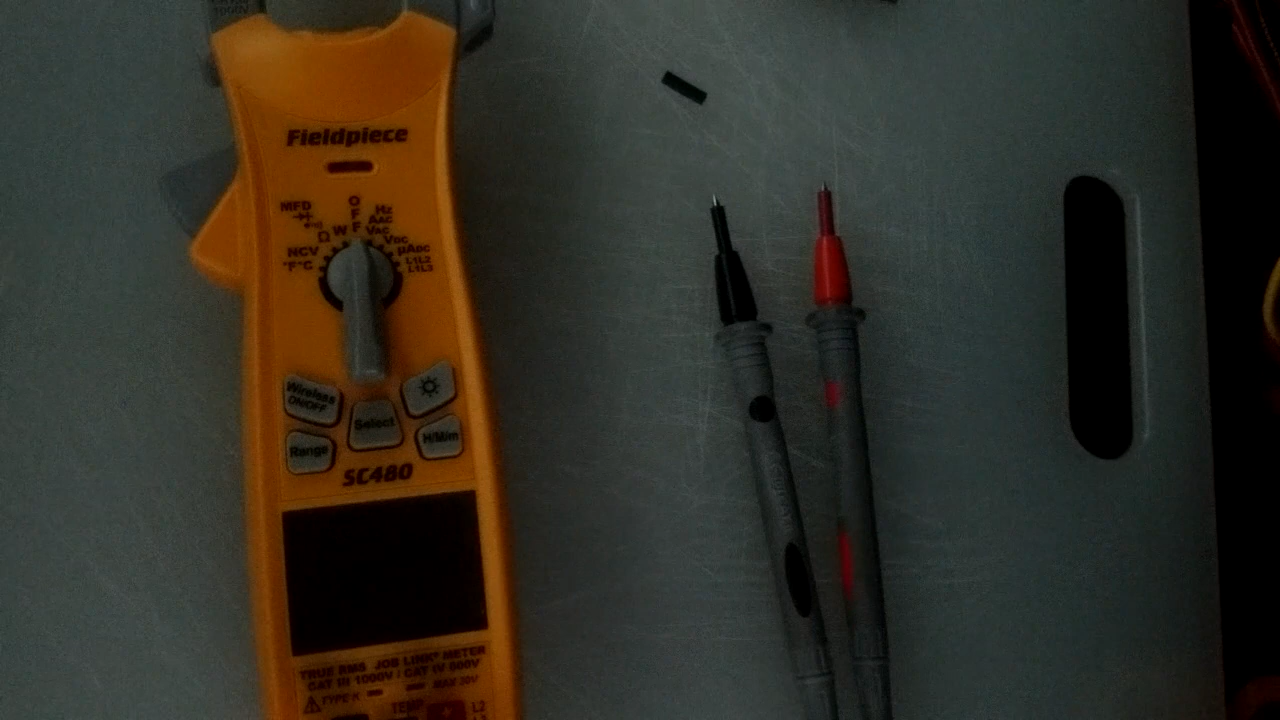 1000V
Fieldpiece
OFF
MFD
Hz
AAC
VAC
W
Ω
VDC
NCV
µADC
°F°C
L1L2
L1L3
Wireless
ON/OFF
Select
Range
H/M/m
SC480
TRUE RMS JOB LINK® METER
CAT III 1000V / CAT IV 600V
TYPE K
MAX 30V
TEMP
L2